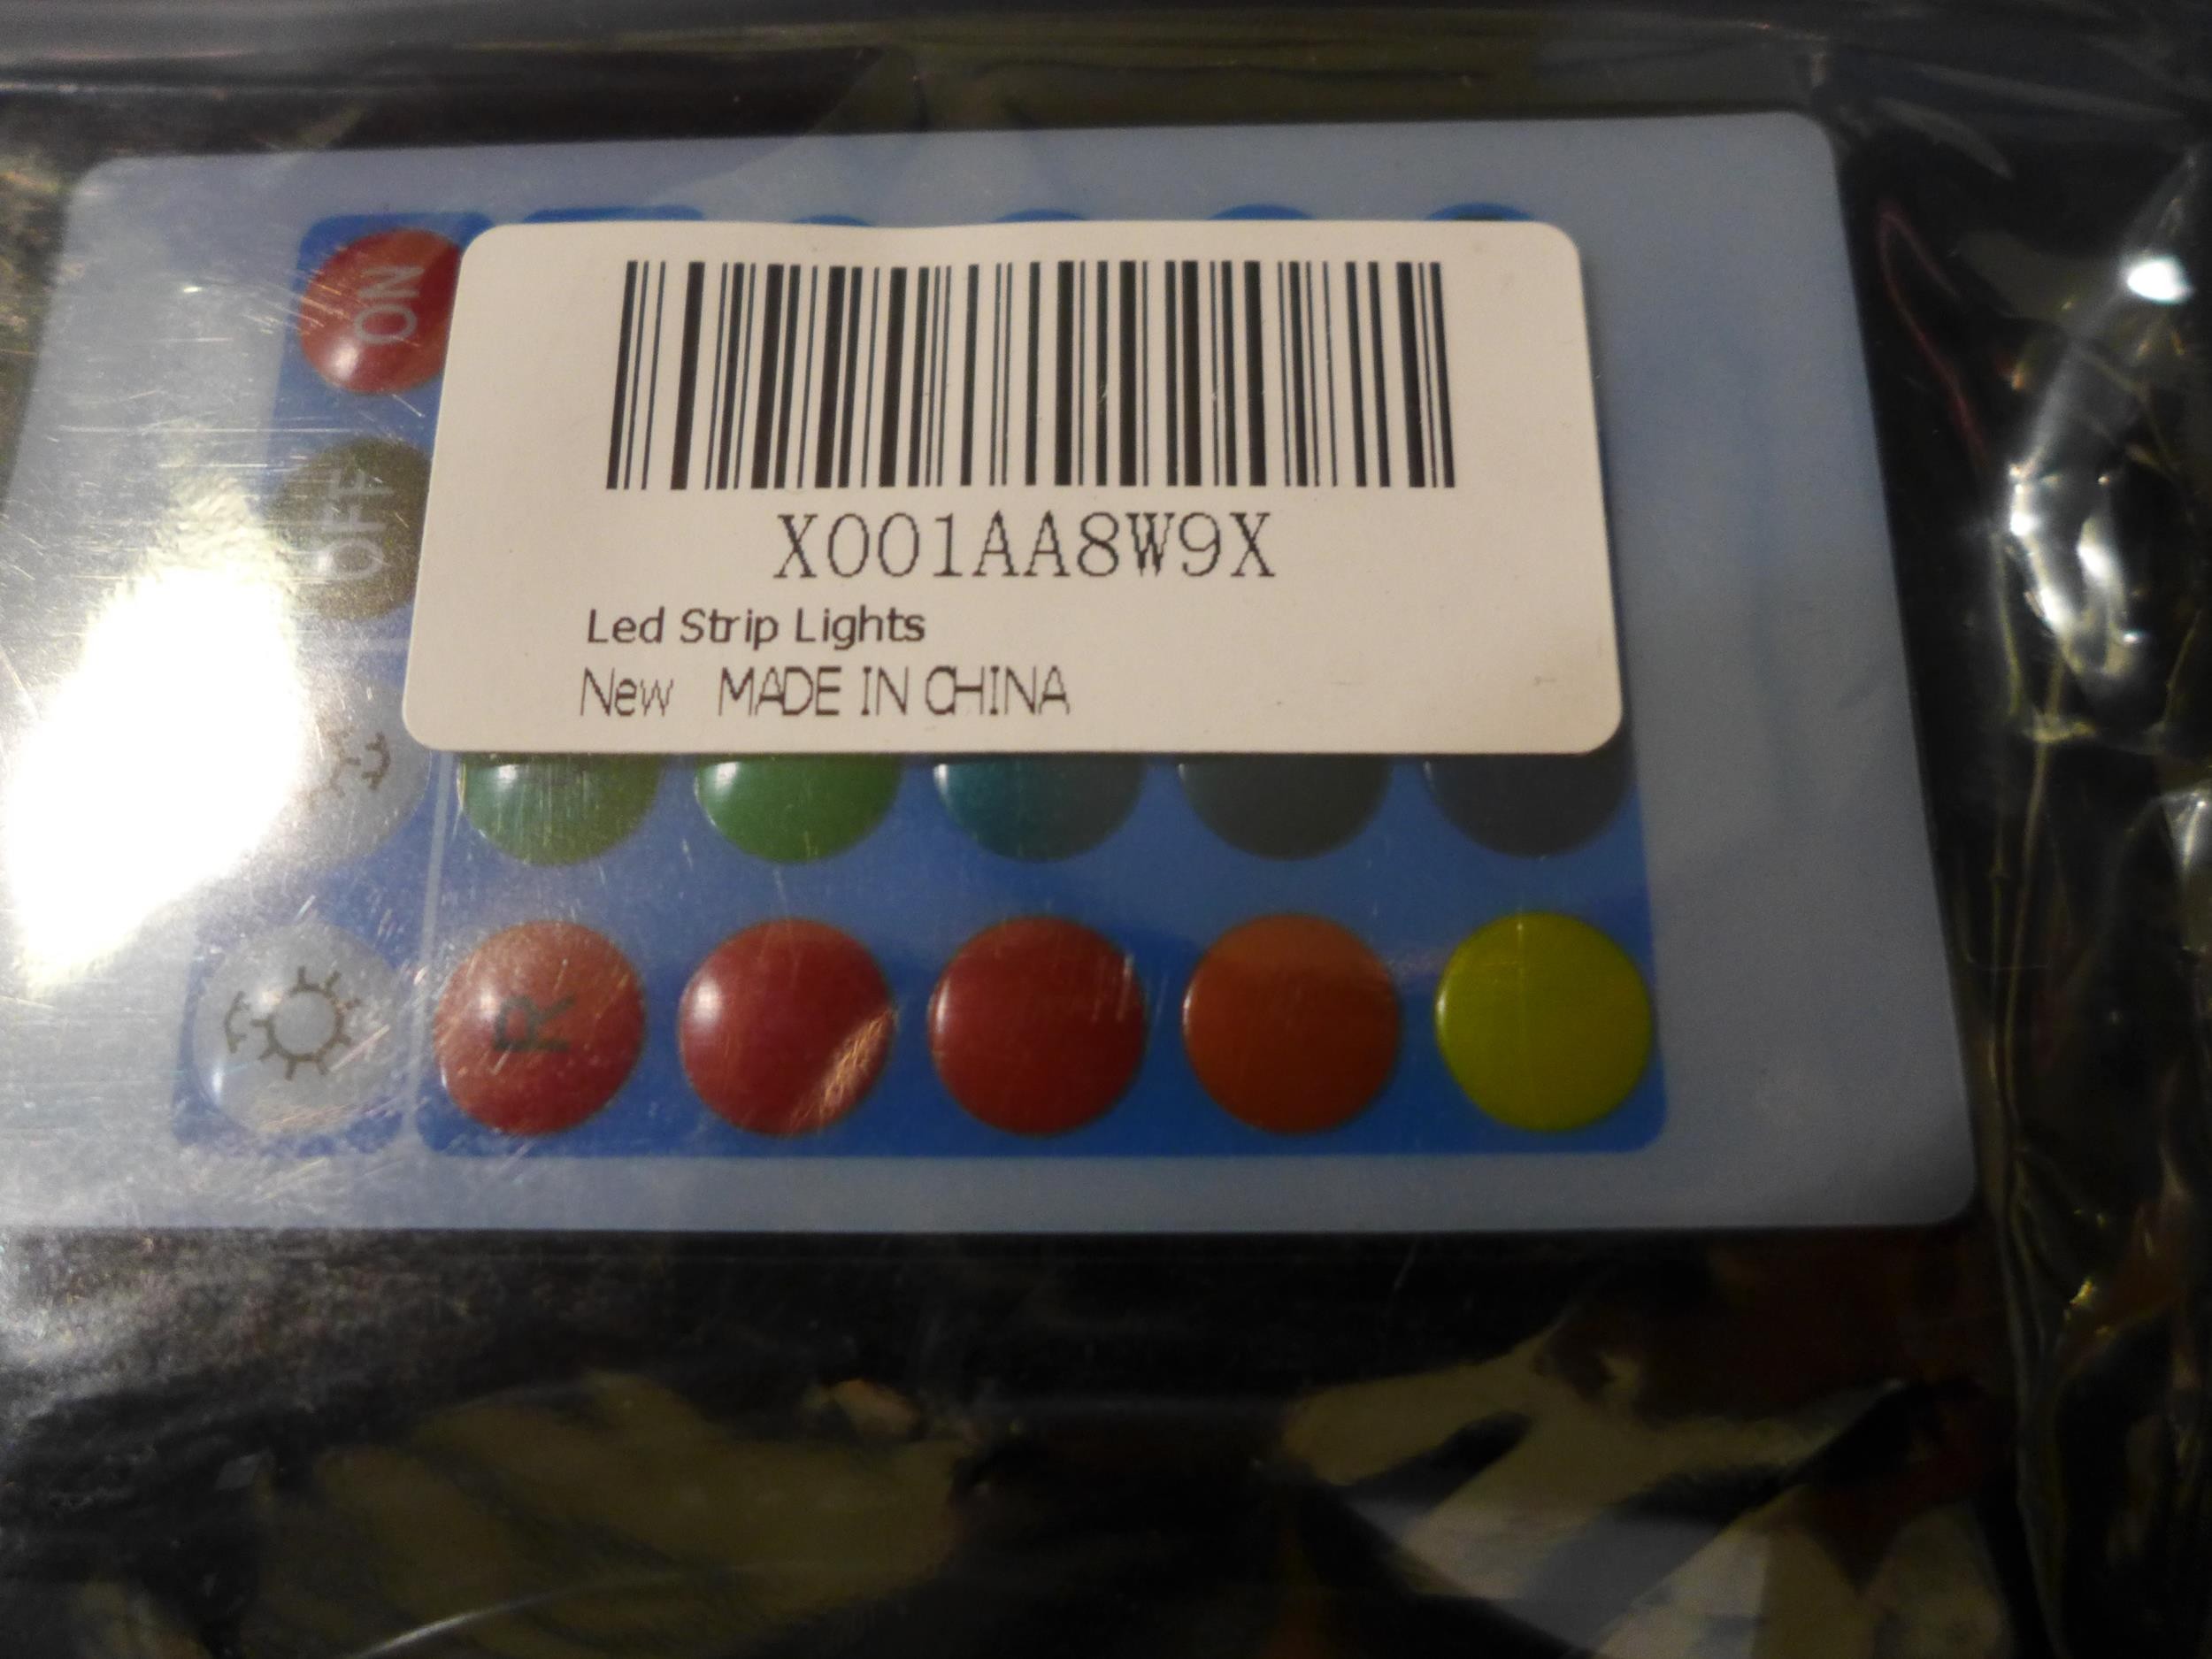 ON
OFF
X001AA8W9X
Led Strip Lights
New MADE IN CHINA
R